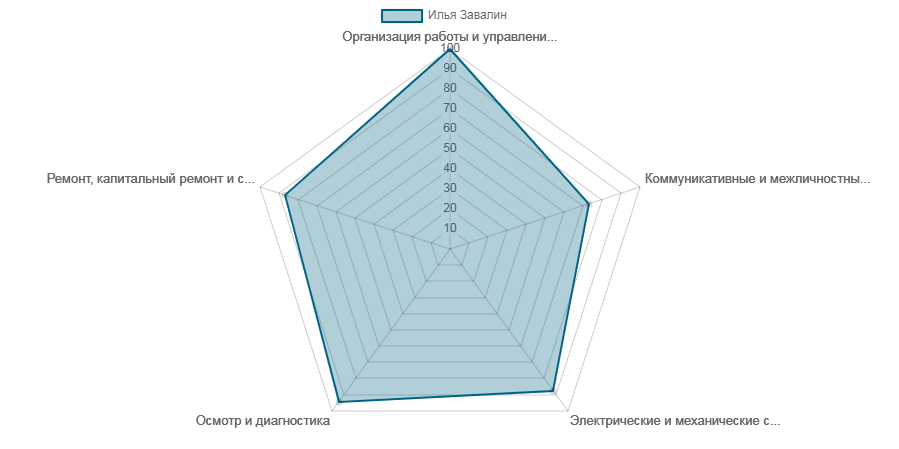 Илья Завалин
Организация работы и управлени...
100
90
80
70
60
50
40
30
20
10
Ремонт, капитальный ремонт и с...
Коммуникативные и межличностны...
Осмотр и диагностика
Электрические и механические с...